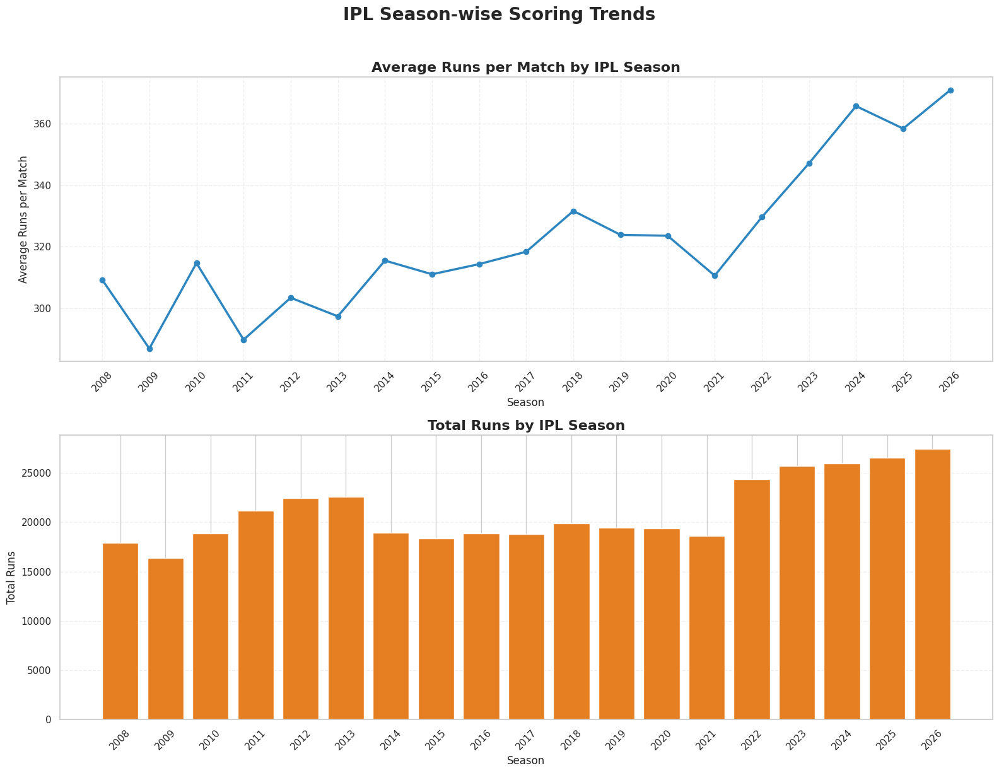 IPL Season-wise Scoring Trends
Average Runs per Match by IPL Season
Average Runs per Match
360
340
320
300
2008 2009 2010 2011 2012 2013 2014 2015 2016 2017 2018 2019 2020 2021 2022 2023 2024 2025 2026
Season
Total Runs by IPL Season
Total Runs
25000
20000
15000
10000
5000
0
2008 2009 2010 2011 2012 2013 2014 2015 2016 2017 2018 2019 2020 2021 2022 2023 2024 2025 2026
Season